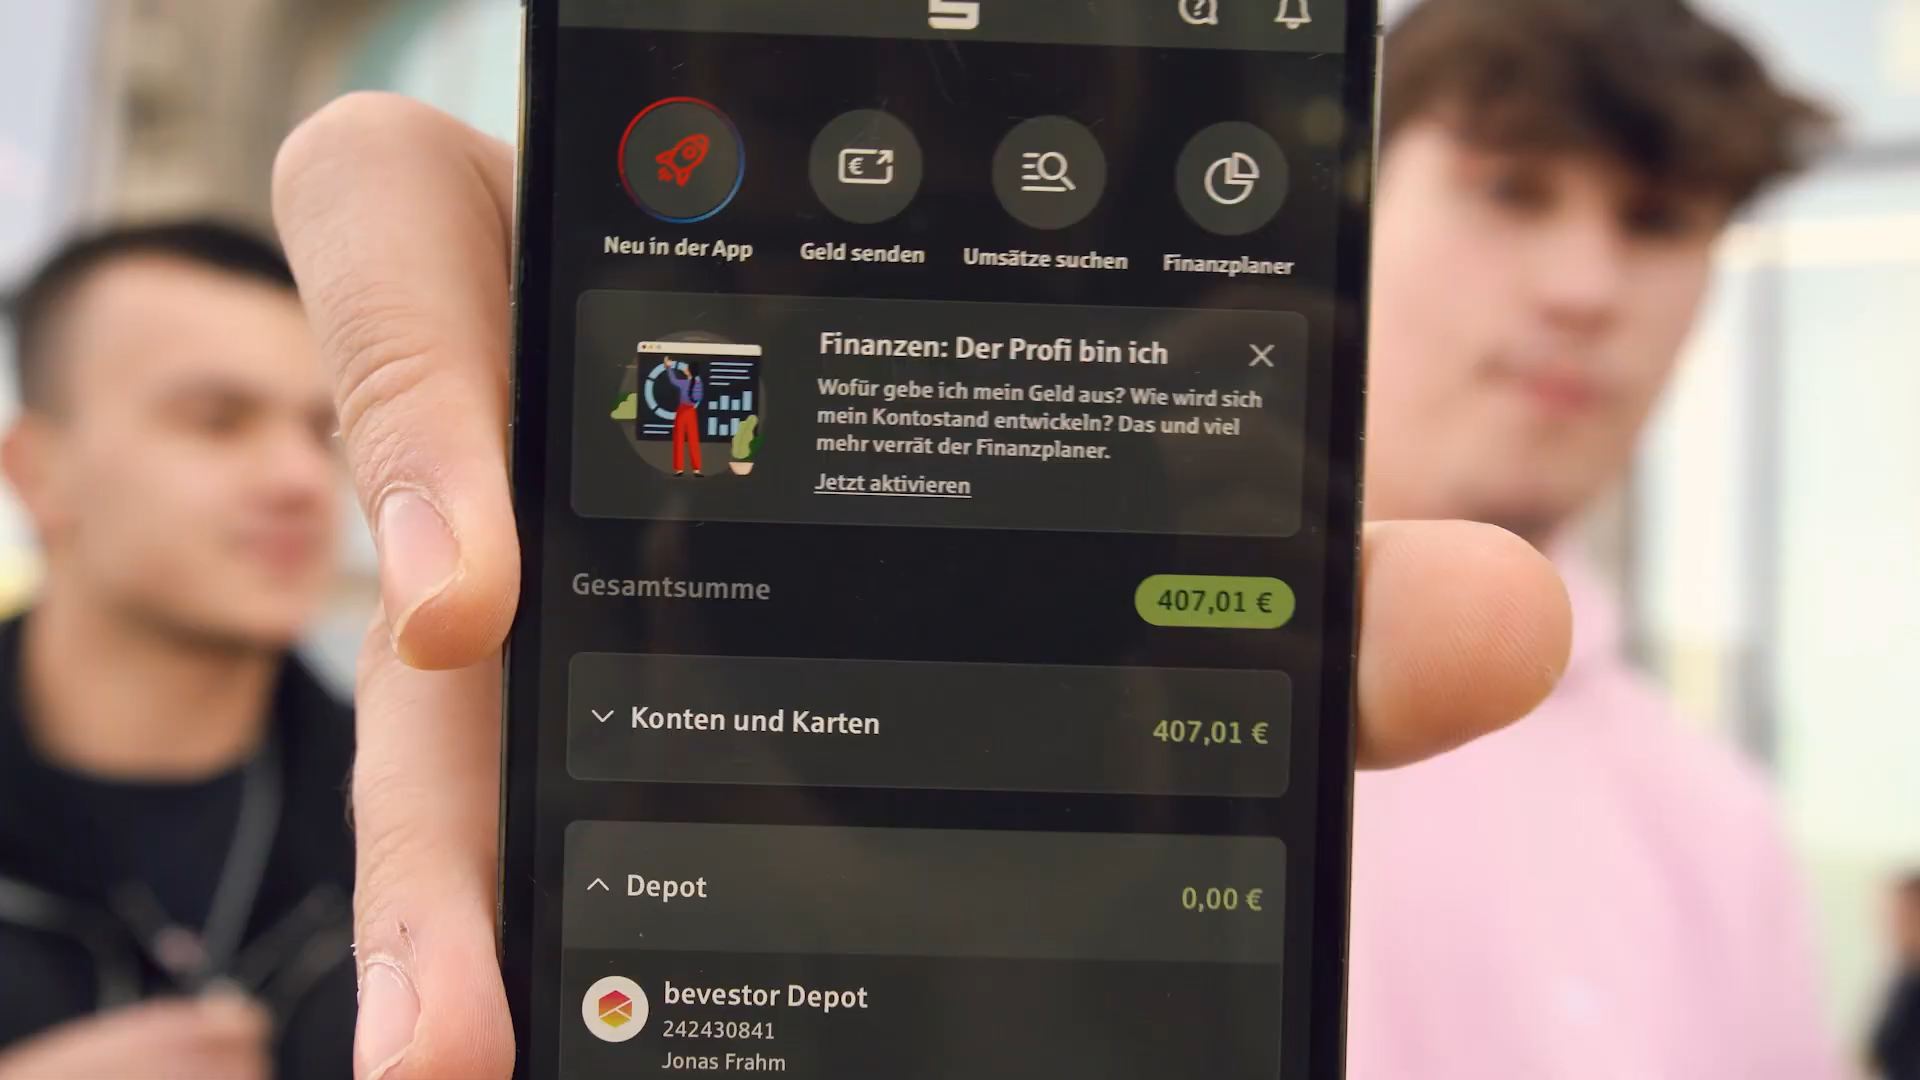 Neu in der App
Geld senden
Umsätze suchen
Finanzplaner
Finanzen: Der Profi bin ich
Wofür gebe ich mein Geld aus? Wie wird sich
mein Kontostand entwickeln? Das und viel
mehr verrät der Finanzplaner.
Jetzt aktivieren
Gesamtsumme
407,01 €
Konten und Karten
407,01 €
Depot
0,00 €
bevestor Depot
242430841
Jonas Frahm